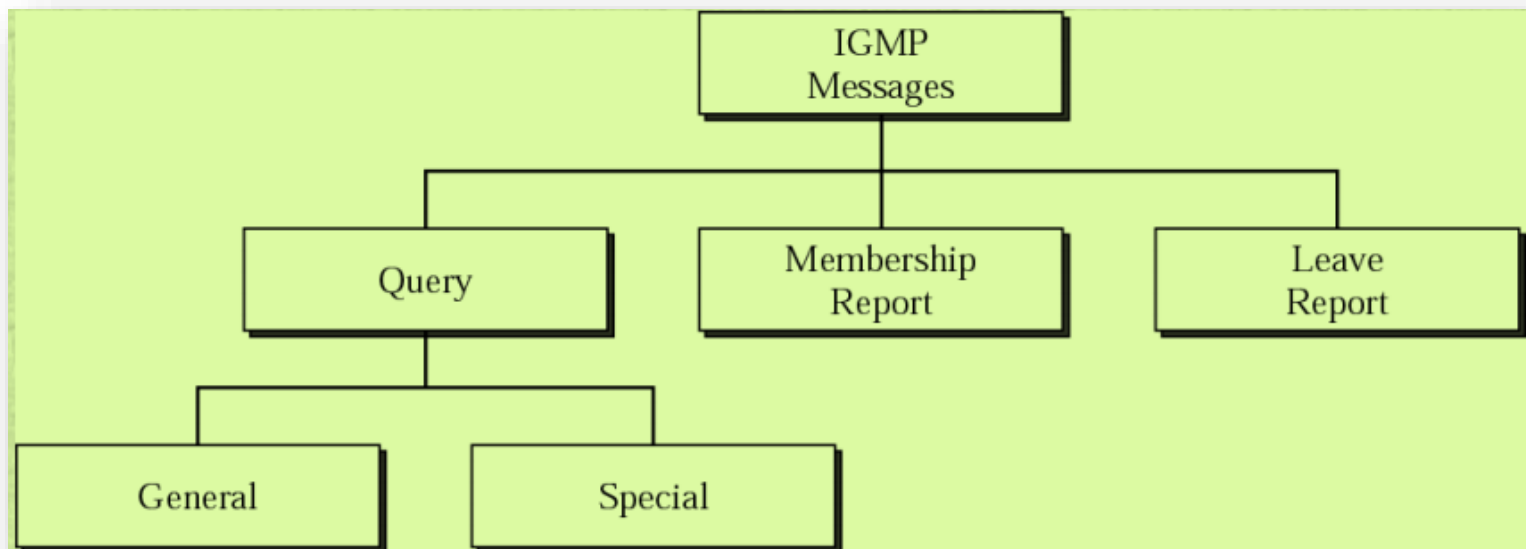 IGMP
Messages
Query
Membership
Report
Leave
Report
General
Special